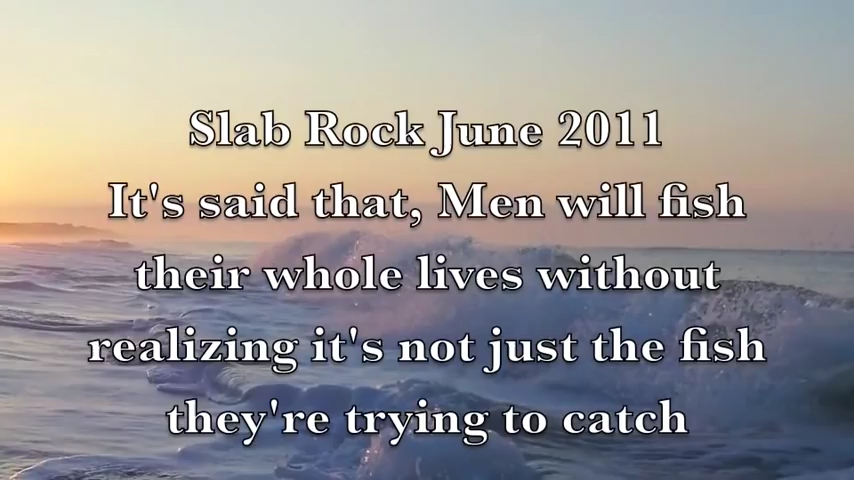 Slab Rock June 2011
It's said that, Men will fish
their whole lives without
realizing it's not just the fish
they're trying to catch